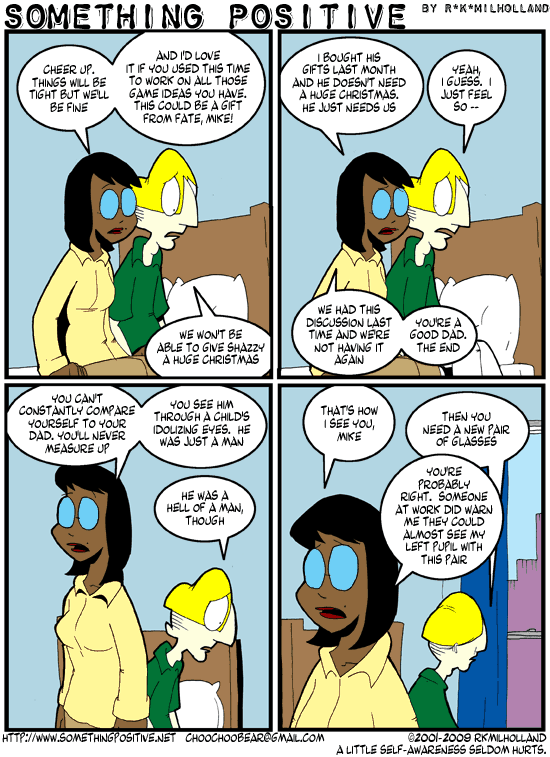 SOMETHING POSITIVE BY R*K*MILHOLLAND
CHEER UP.
THINGS WILL BE
TIGHT BUT WE'LL
BE FINE
AND I'D LOVE
IT IF YOU USED THIS TIME
TO WORK ON ALL THOSE
GAME IDEAS YOU HAVE.
THIS COULD BE A GIFT
FROM FATE, MIKE!
WE WON'T BE
ABLE TO GIVE SHAZZY
A HUGE CHRISTMAS
I BOUGHT HIS
GIFTS LAST MONTH
AND HE DOESN'T NEED
A HUGE CHRISTMAS.
HE JUST NEEDS US
YEAH,
I GUESS. I
JUST FEEL
SO --
WE HAD THIS
DISCUSSION LAST
TIME AND WE'RE
NOT HAVING IT
AGAIN
YOU'RE A
GOOD DAD.
THE END
YOU CAN'T
CONSTANTLY COMPARE
YOURSELF TO YOUR
DAD. YOU'LL NEVER
MEASURE UP
YOU SEE HIM
THROUGH A CHILD'S
IDOLIZING EYES. HE
WAS JUST A MAN
HE WAS A
HELL OF A MAN,
THOUGH
THAT'S HOW
I SEE YOU,
MIKE
THEN YOU
NEED A NEW PAIR
OF GLASSES
YOU'RE
PROBABLY
RIGHT. SOMEONE
AT WORK DID WARN
ME THEY COULD
ALMOST SEE MY
LEFT PUPIL WITH
THIS PAIR
HTTP://WWW.SOMETHINGPOSITIVE.NET CHOOCHOOBEAR@GMAIL.COM ©2001-2009 RKMILHOLLAND
A LITTLE SELF-AWARENESS SELDOM HURTS.